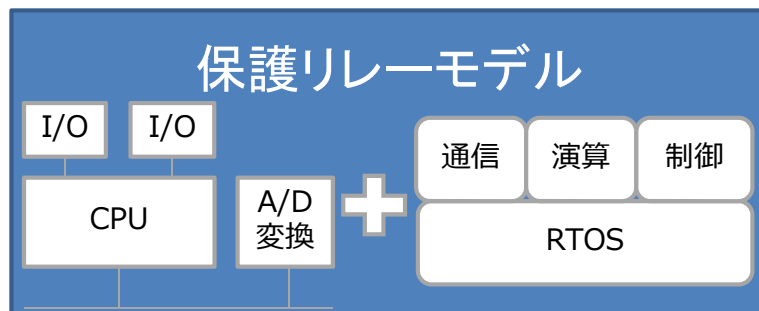 保護リレーモデル
I/O
I/O
CPU
A/D
変換
通信
演算
制御
RTOS